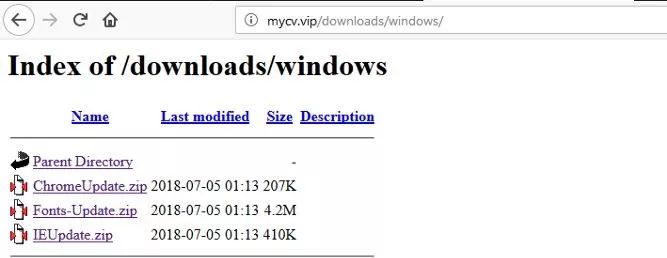 mycv.vip/downloads/windows/
Index of /downloads/windows
Name Last modified Size Description
Parent Directory -
ChromeUpdate.zip 2018-07-05 01:13 207K
Fonts-Update.zip 2018-07-05 01:13 4.2M
IEUpdate.zip 2018-07-05 01:13 410K